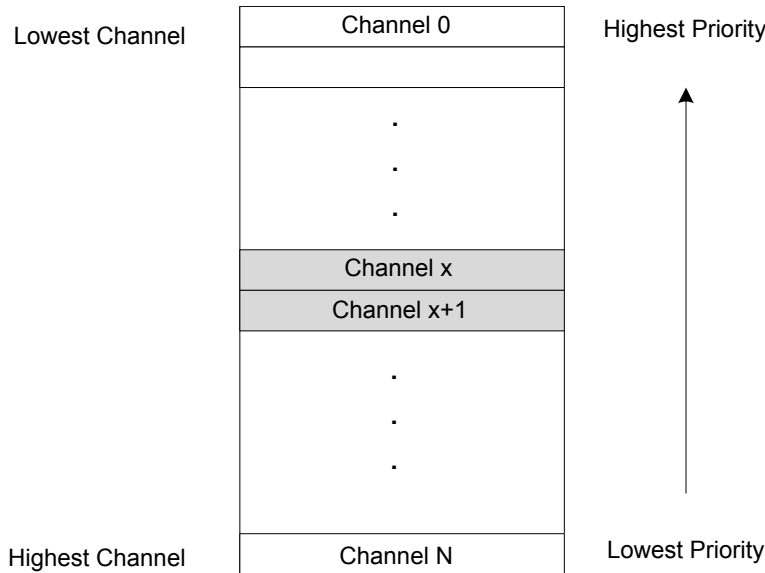 Lowest Channel
Channel 0
Highest Priority
.
.
.
Channel x
Channel x+1
.
.
.
Highest Channel
Channel N
Lowest Priority